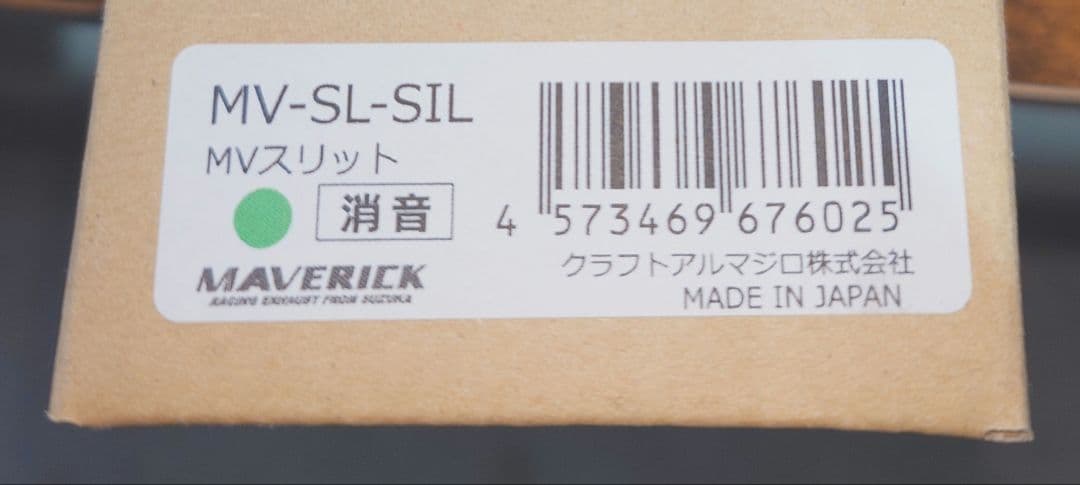 MV-SL-SIL
MVスリット
消音
MAVERICK
RACING EXHAUST FROM SUZUKA
4 573469 676025
クラフトアルマジロ株式会社
MADE IN JAPAN